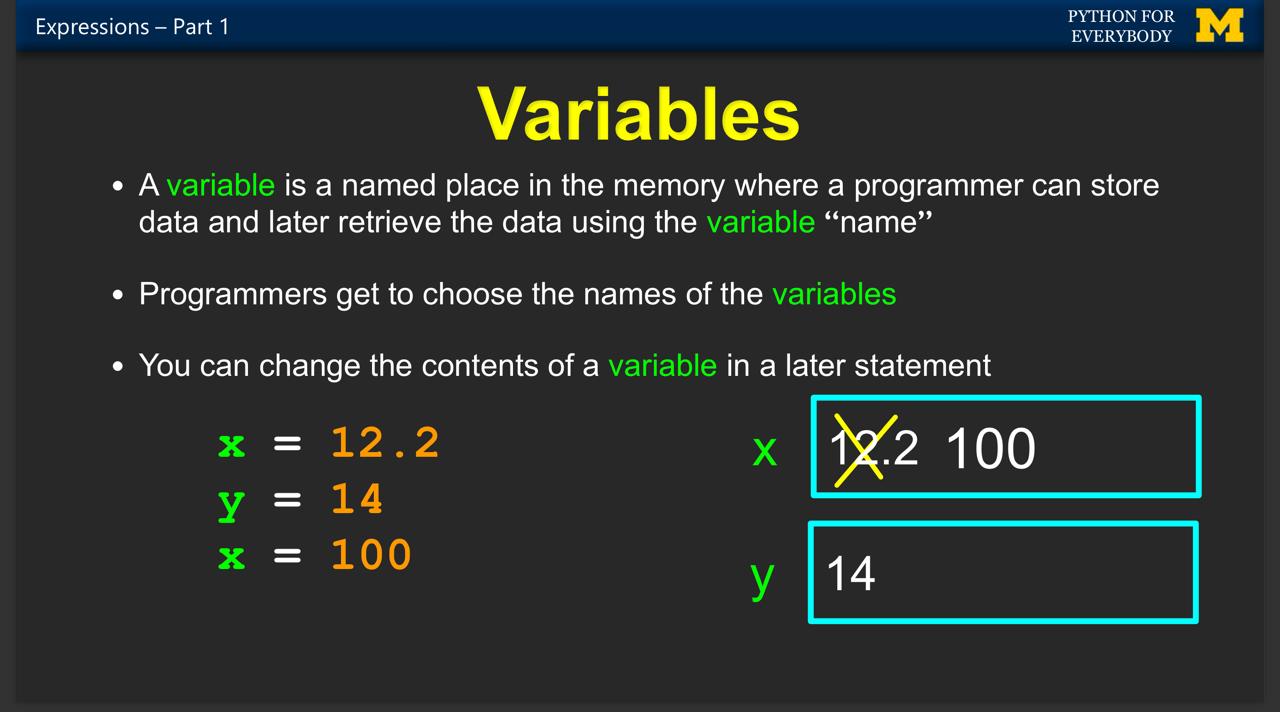 Expressions – Part 1
PYTHON FOR
EVERYBODY
M
Variables
• A variable is a named place in the memory where a programmer can store
data and later retrieve the data using the variable “name”
• Programmers get to choose the names of the variables
• You can change the contents of a variable in a later statement
x = 12.2
y = 14
x = 100
x 12.2 100
y 14